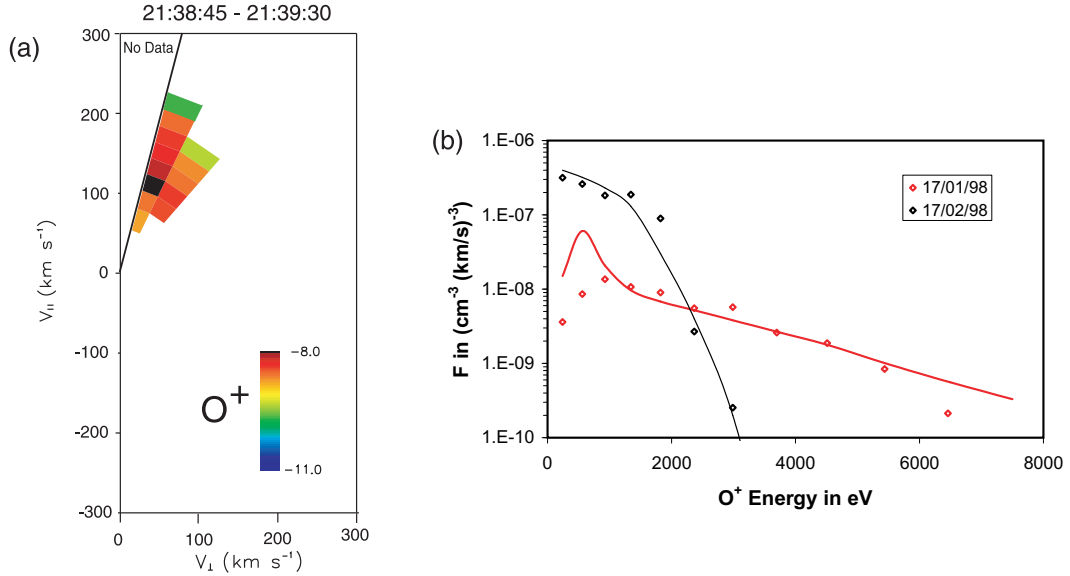 (a)
21:38:45 - 21:39:30
No Data
300
200
100
0
-100
-200
-300
V|| (km s⁻¹)
O⁺
-8.0
-11.0
0
100
200
300
V⊥ (km s⁻¹)
(b)
1.E-06
1.E-07
1.E-08
1.E-09
1.E-10
F in (cm⁻³ (km/s)⁻³
17/01/98
17/02/98
0
2000
4000
6000
8000
O⁺ Energy in eV